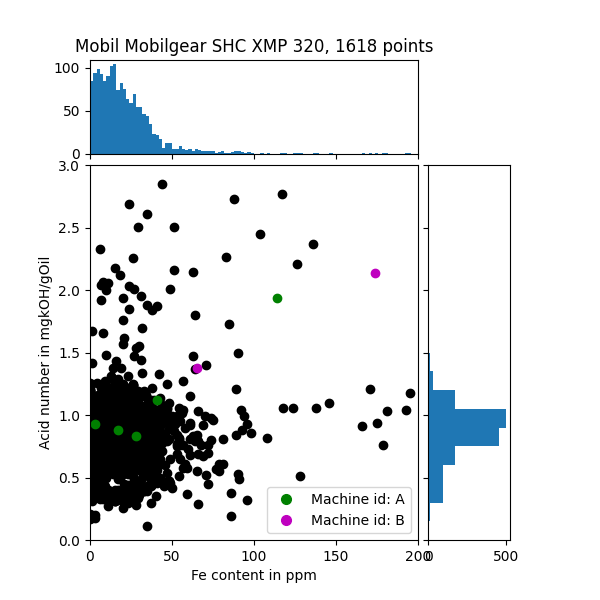 Mobil Mobilgear SHC XMP 320, 1618 points
100
50
0
3.0
2.5
2.0
1.5
1.0
0.5
0.0
Acid number in mgkOH/gOil
Machine id: A
Machine id: B
0 50 100 150 200 0 500
Fe content in ppm